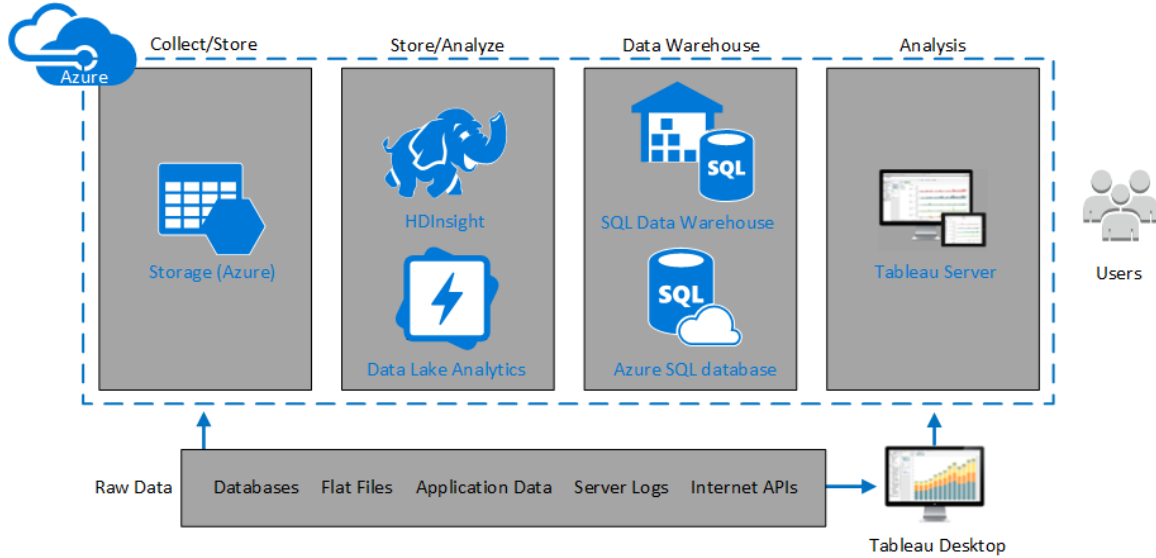 Azure
Collect/Store
Store/Analyze
Data Warehouse
Analysis
Storage (Azure)
HDInsight
Data Lake Analytics
SQL
SQL Data Warehouse
SQL
Azure SQL database
Tableau Server
Users
Raw Data
Databases
Flat Files
Application Data
Server Logs
Internet APIs
Tableau Desktop